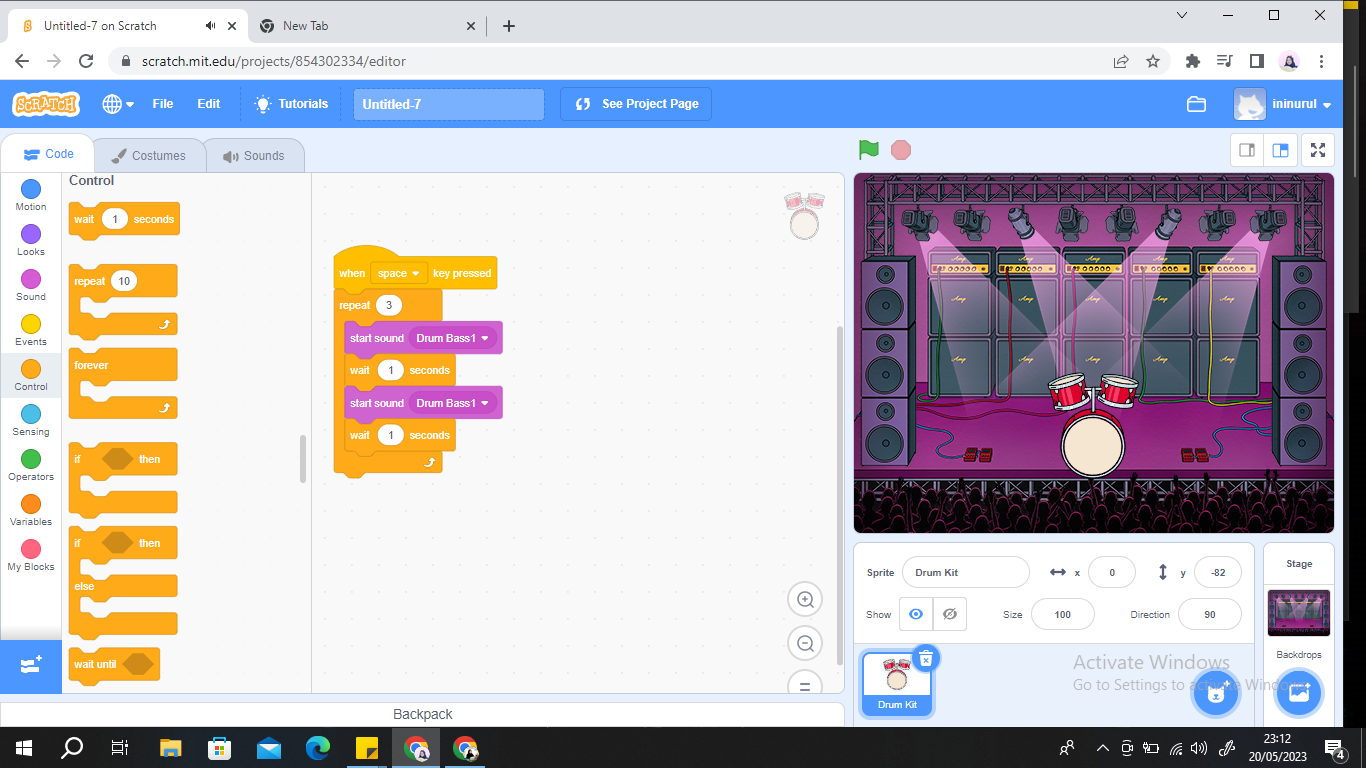 Untitled-7 on Scratch
New Tab
scratch.mit.edu/projects/854302334/editor
SCRATCH
File
Edit
Tutorials
Untitled-7
See Project Page
ininurul
Code
Costumes
Sounds
Motion
Looks
Sound
Events
Control
Sensing
Operators
Variables
My Blocks
Control
wait 1 seconds
repeat 10
forever
if then
if then
else
wait until
when space key pressed
repeat 3
start sound Drum Bass1
wait 1 seconds
start sound Drum Bass1
wait 1 seconds
Backpack
Amp Amp Amp Amp Amp
Amp Amp Amp Amp Amp
Amp Amp Amp Amp
Sprite Drum Kit x 0 y -82
Show Size 100 Direction 90
Drum Kit
Stage
Backdrops
Activate Windows
Go to Settings to activate Windows.
23:12
20/05/2023
4